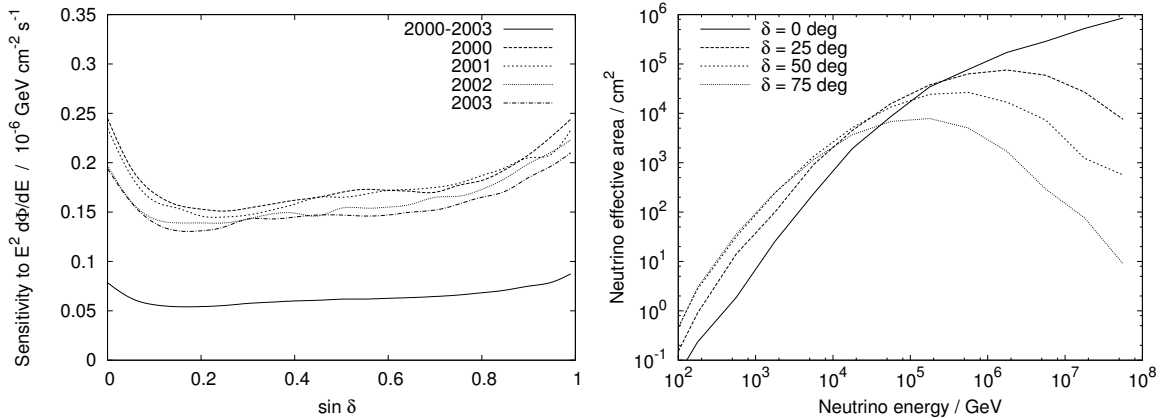 Sensitivity to E² dΦ/dE / 10⁻⁶ GeV cm⁻² s⁻¹
0.35
0.3
0.25
0.2
0.15
0.1
0.05
0
0 0.2 0.4 0.6 0.8 1
sin δ
2000-2003
2000
2001
2002
2003
Neutrino effective area / cm²
10⁶
10⁵
10⁴
10³
10²
10¹
10⁰
10⁻¹
10² 10³ 10⁴ 10⁵ 10⁶ 10⁷ 10⁸
Neutrino energy / GeV
δ = 0 deg
δ = 25 deg
δ = 50 deg
δ = 75 deg